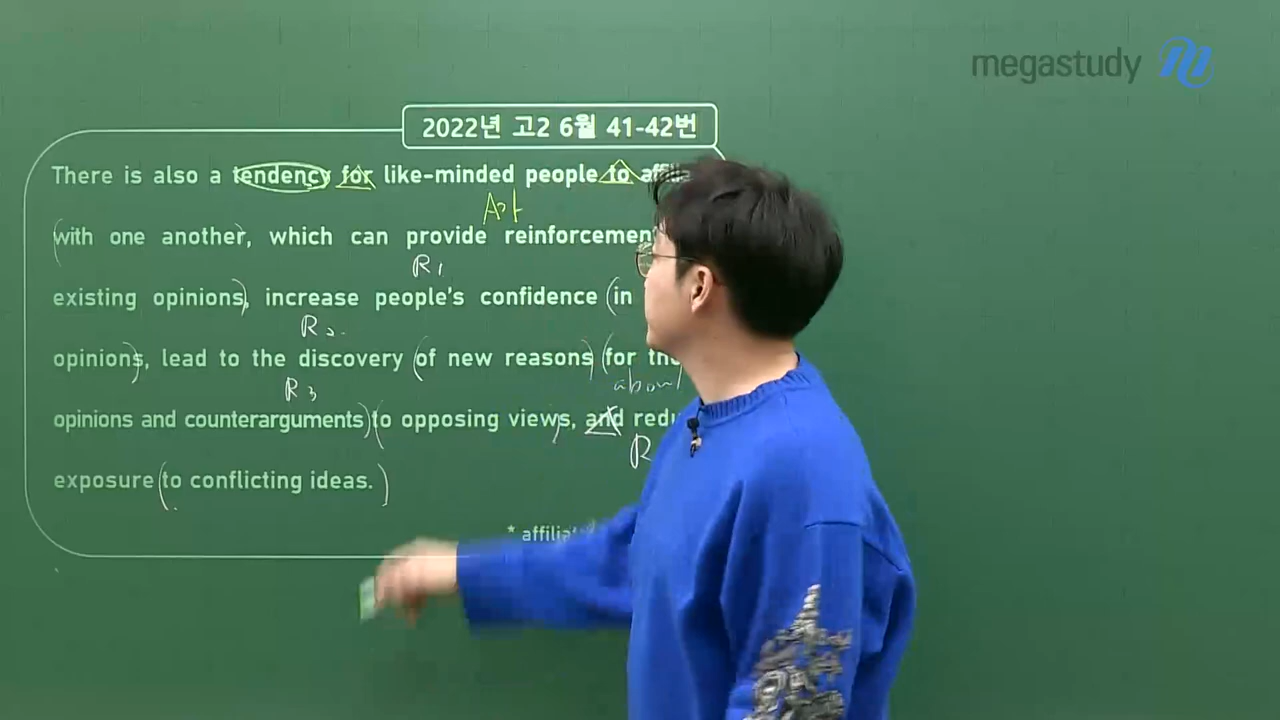 megastudy
2022년 고2 6월 41-42번
There is also a tendency for like-minded people to
Art
with one another, which can provide
R1
existing opinions, increase people's confidence in
R2
opinions, lead to the discovery of new reasons for
R3 about
opinions and counterarguments to opposing views, and
R
exposure to conflicting ideas.
*